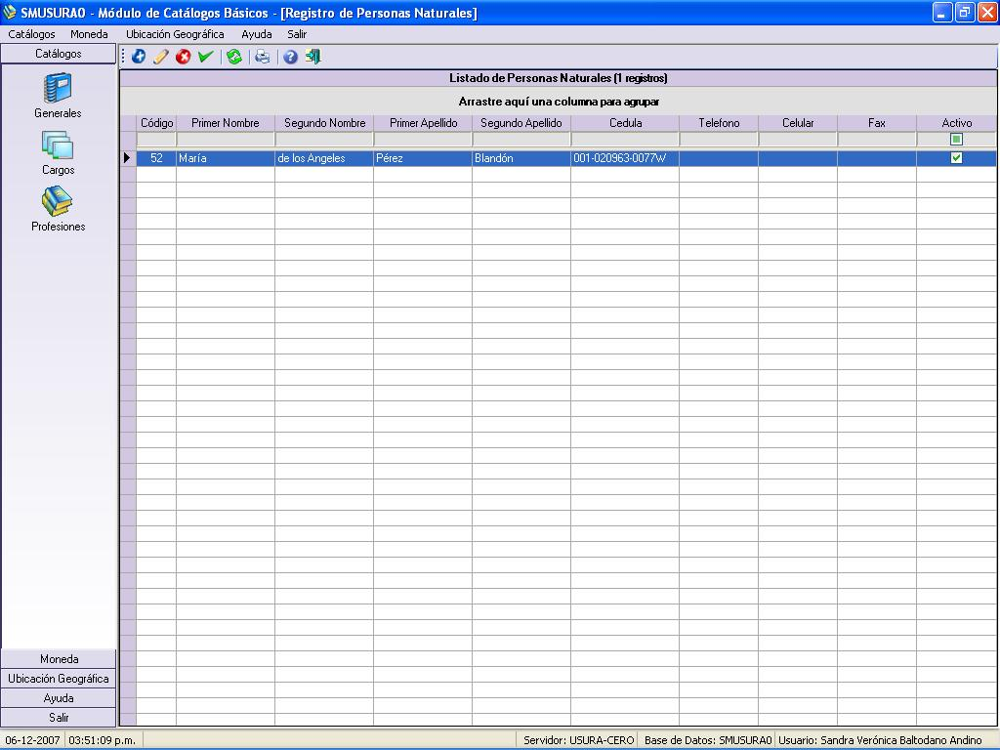 SMUSURA0 - Módulo de Catálogos Básicos - [Registro de Personas Naturales]
Catálogos Moneda Ubicación Geográfica Ayuda Salir
Catálogos
Generales
Cargos
Profesiones
Moneda
Ubicación Geográfica
Ayuda
Salir
Listado de Personas Naturales (1 registros)
Arrastre aquí una columna para agrupar
Código Primer Nombre Segundo Nombre Primer Apellido Segundo Apellido Cedula Telefono Celular Fax Activo
52 María de los Angeles Pérez Blandón 001-020963-0077W
06-12-2007 03:51:09 p.m. Servidor: USURA-CERO Base de Datos: SMUSURA0 Usuario: Sandra Verónica Baltodano Andino